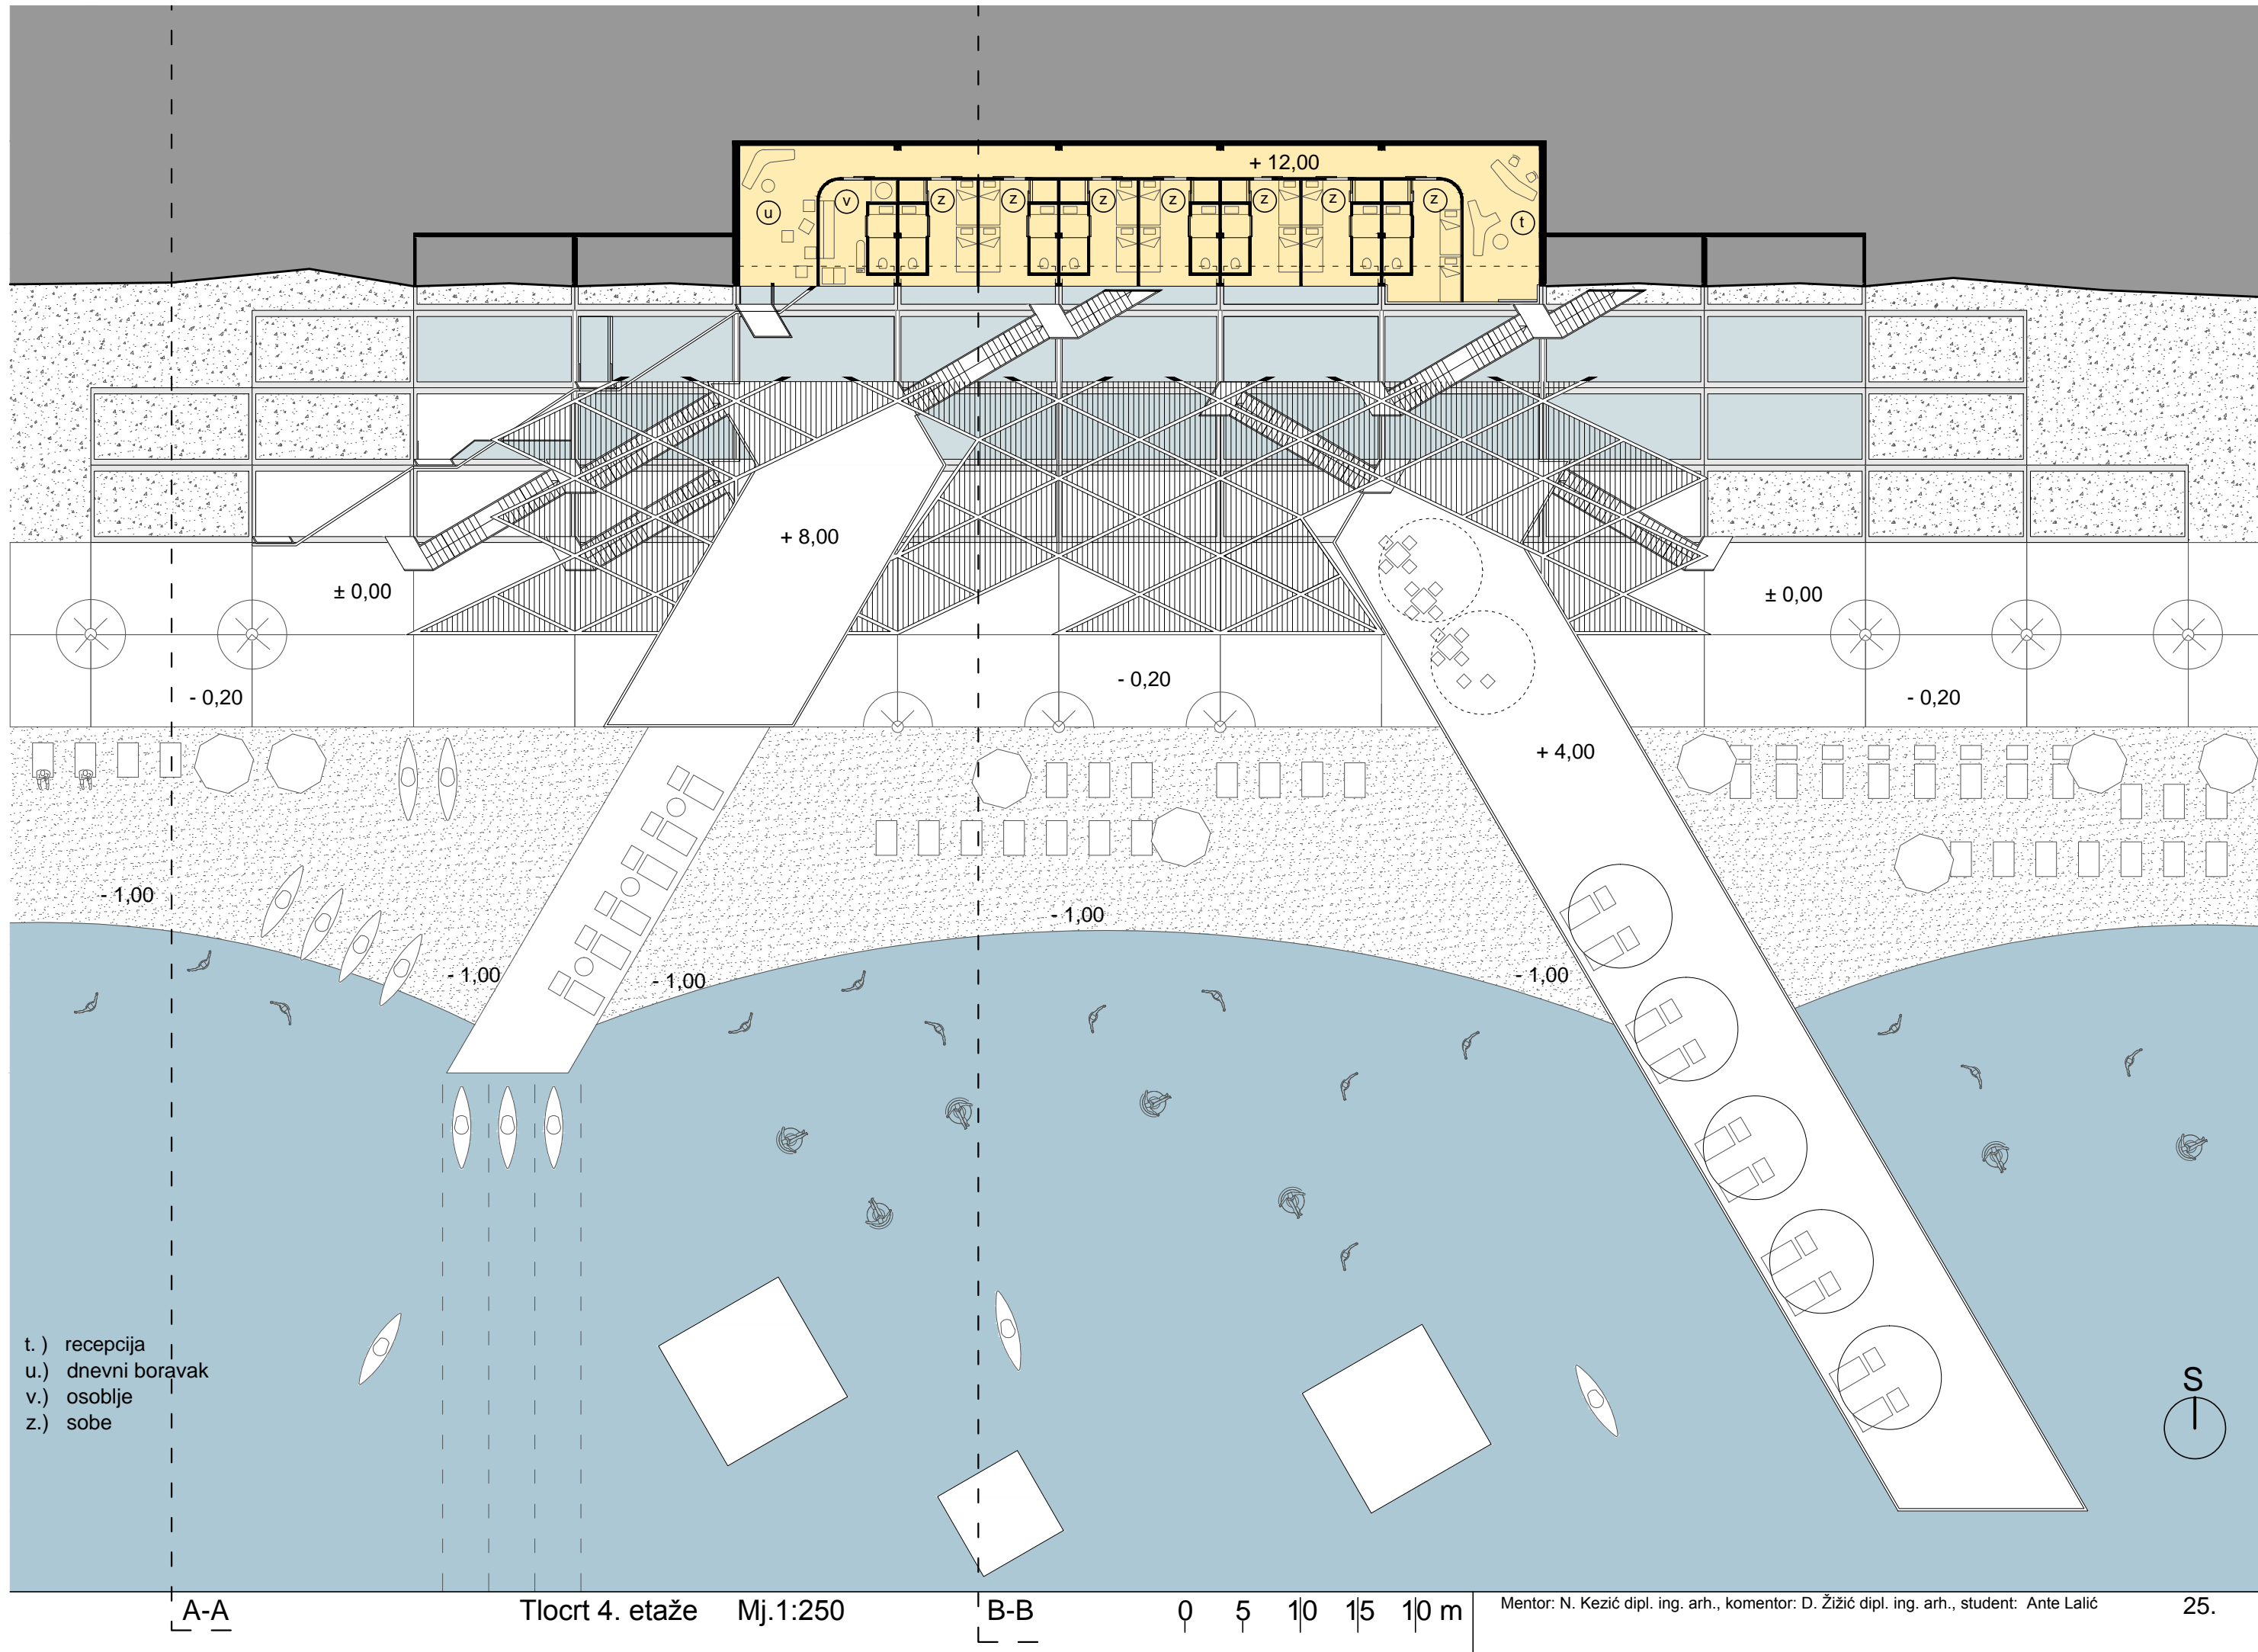 + 12,00
u
v
z
z
z
z
z
z
z
t
+ 8,00
± 0,00
± 0,00
- 0,20
- 0,20
- 0,20
+ 4,00
- 1,00
- 1,00
- 1,00
- 1,00
- 1,00
t. ) recepcija
u.) dnevni boravak
v.) osoblje
z.) sobe
S
A-A
Tlocrt 4. etaže Mj.1:250
B-B
0 5 10 15 10 m
Mentor: N. Kezić dipl. ing. arh., komentor: D. Žižić dipl. ing. arh., student: Ante Lalić
25.